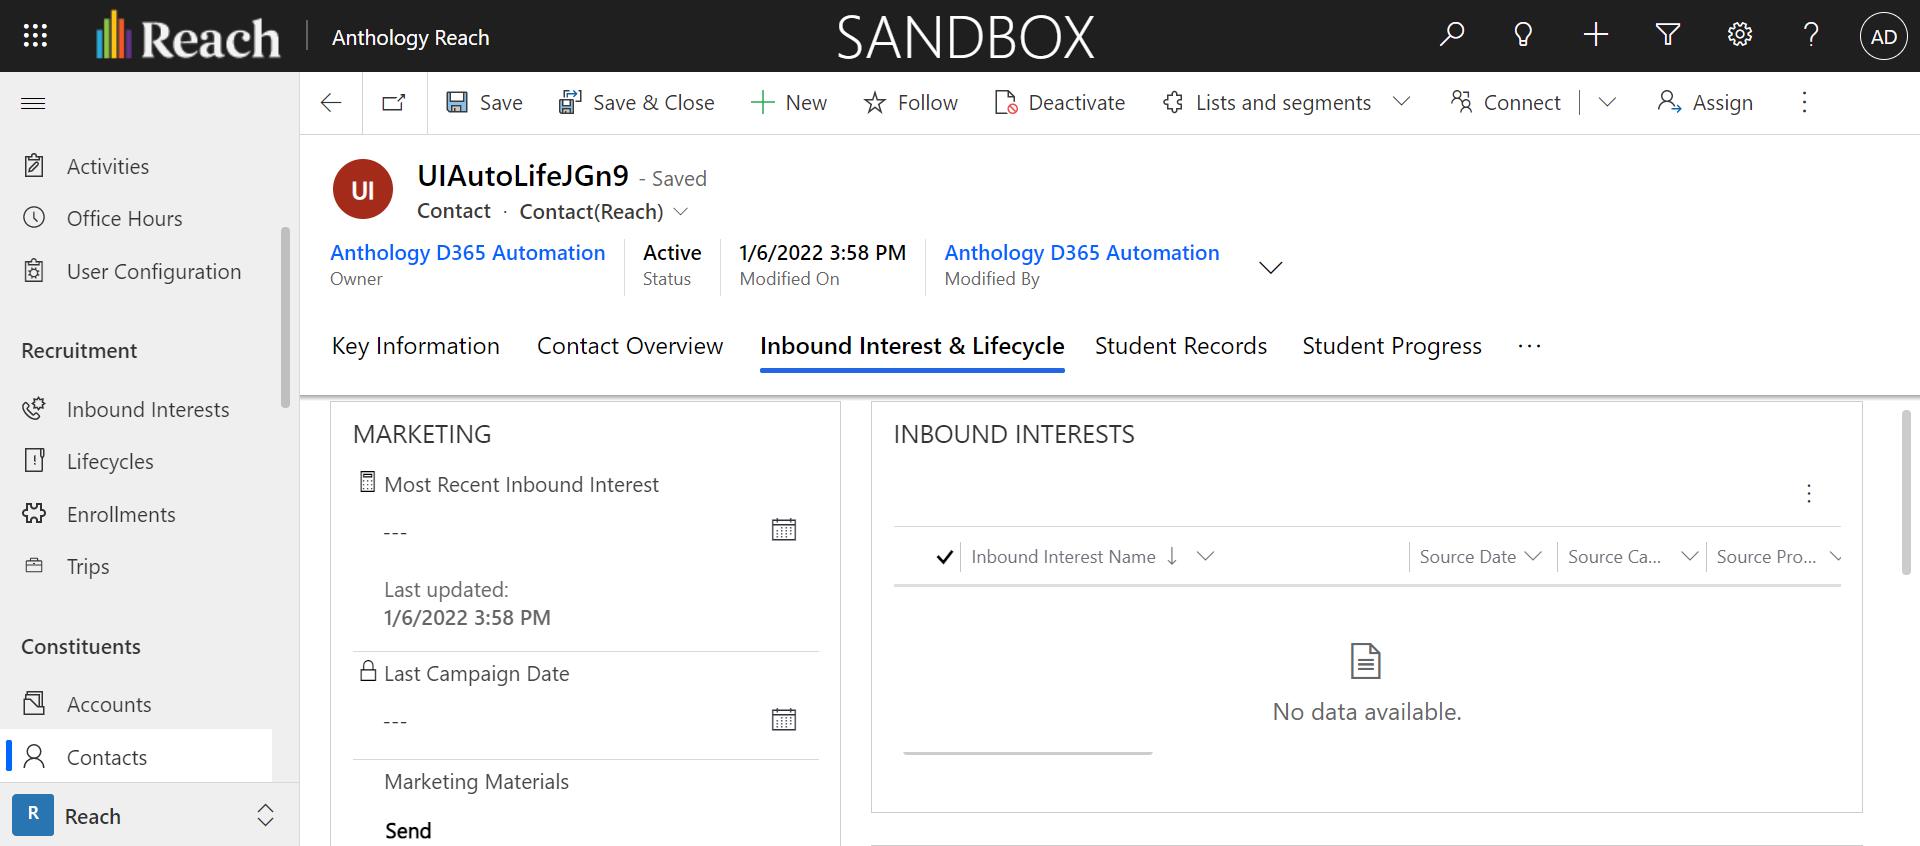 Reach
Anthology Reach
SANDBOX
AD
Save
Save & Close
New
Follow
Deactivate
Lists and segments
Connect
Assign
Activities
Office Hours
User Configuration
Recruitment
Inbound Interests
Lifecycles
Enrollments
Trips
Constituents
Accounts
Contacts
R
Reach
UI
UIAutoLifeJGn9 - Saved
Contact · Contact(Reach)
Anthology D365 Automation
Owner
Active
Status
1/6/2022 3:58 PM
Modified On
Anthology D365 Automation
Modified By
Key Information
Contact Overview
Inbound Interest & Lifecycle
Student Records
Student Progress
MARKETING
Most Recent Inbound Interest
---
Last updated:
1/6/2022 3:58 PM
Last Campaign Date
---
Marketing Materials
Send
INBOUND INTERESTS
Inbound Interest Name
Source Date
Source Ca...
Source Pro...
No data available.